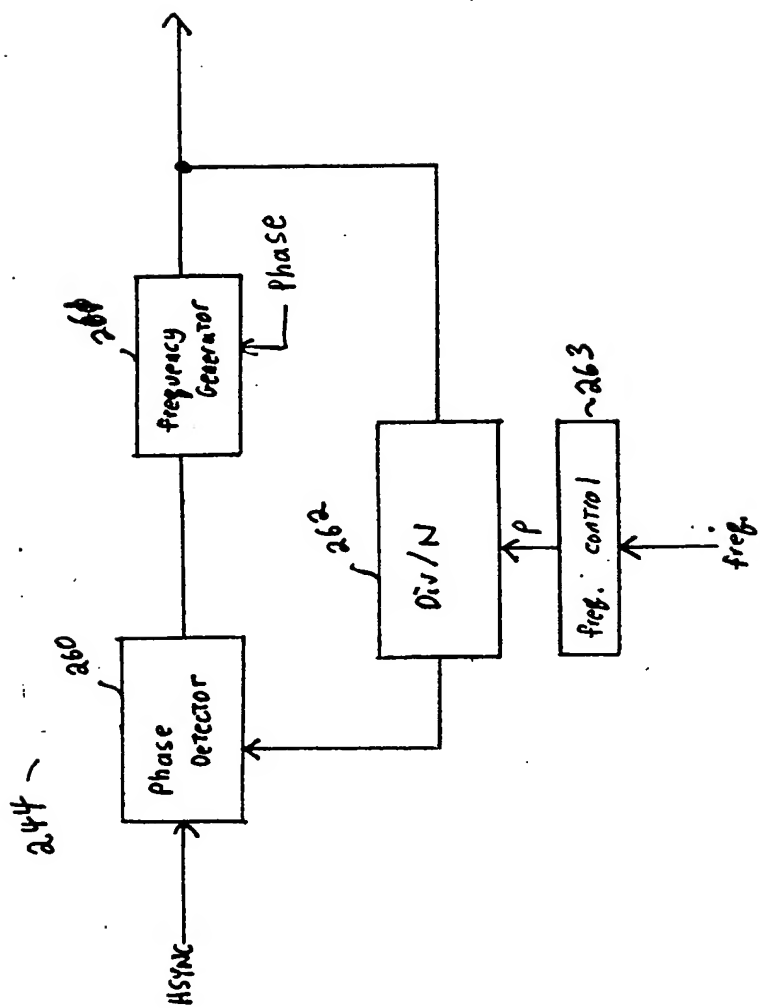 244
HSYNC
260
Phase
Detector
frequency
Generator
Phase
262
Div/N
P
freq. control
263
freq.